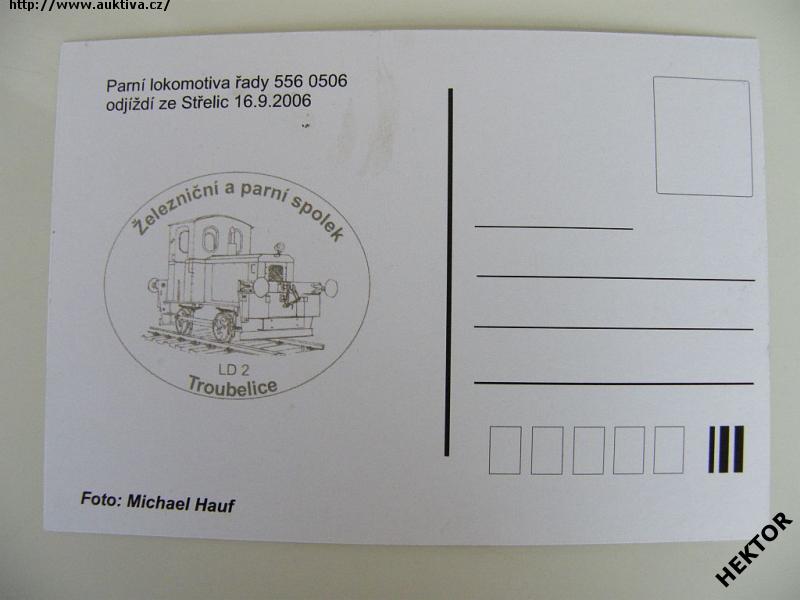 http://www.auktiva.cz/
Parní lokomotiva řady 556 0506
odjíždí ze Střelic 16.9.2006
Železniční a parní spolek
LD 2
Troubelice
Foto: Michael Hauf
HEKTOR